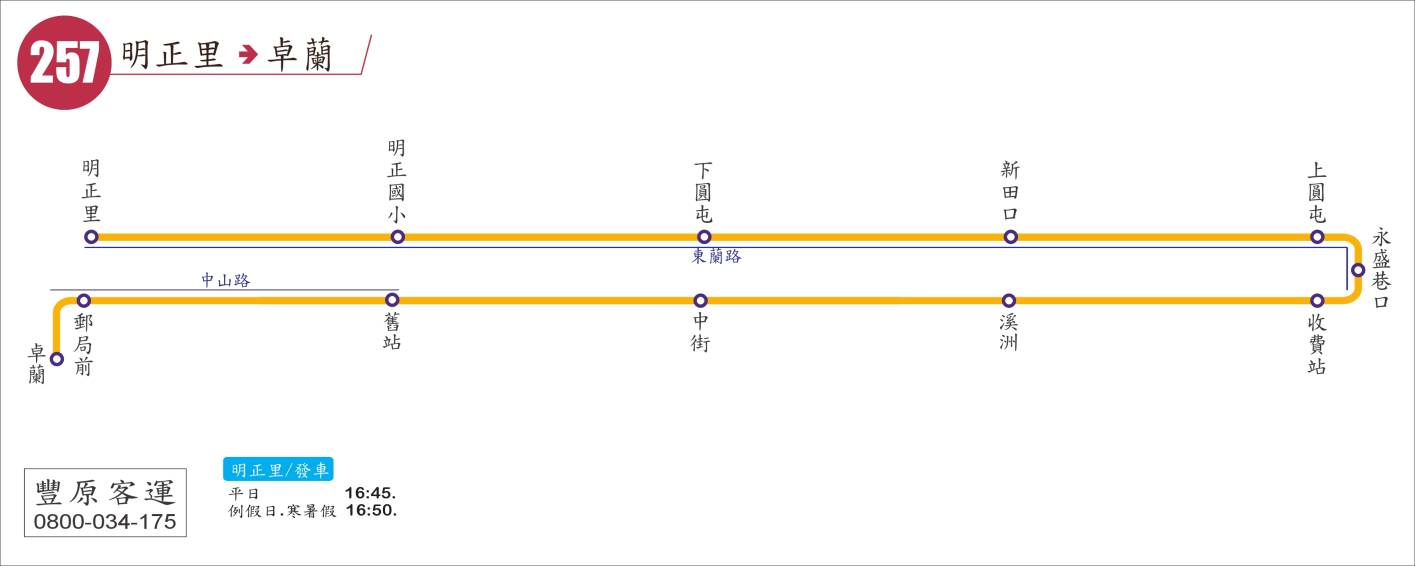 257
明正里 ➔ 卓蘭
明正里
明正國小
下圓屯
新田口
上圓屯
永盛巷口
東蘭路
中山路
卓蘭
郵局前
舊站
中街
溪洲
收費站
豐原客運
0800-034-175
明正里/發車
平日 16:45.
例假日.寒暑假 16:50.